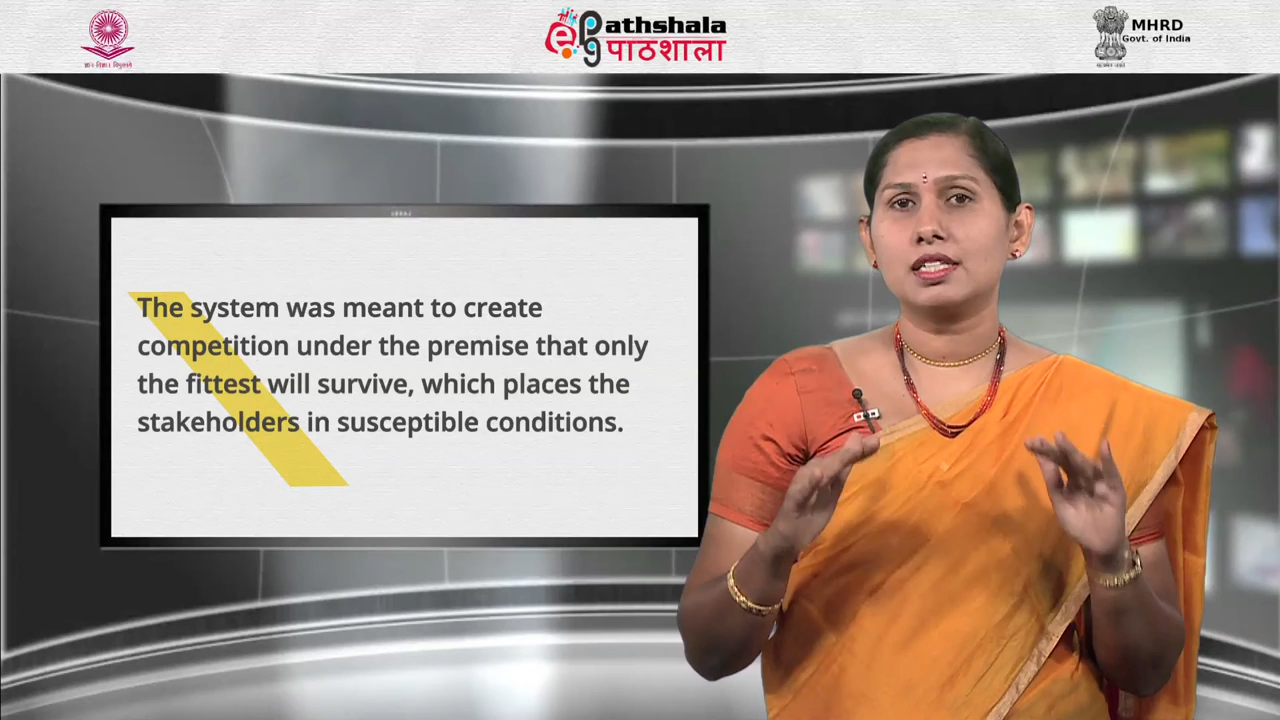 athshala
पाठशाला
MHRD
Govt. of India
The system was meant to create
competition under the premise that only
the fittest will survive, which places the
stakeholders in susceptible conditions.